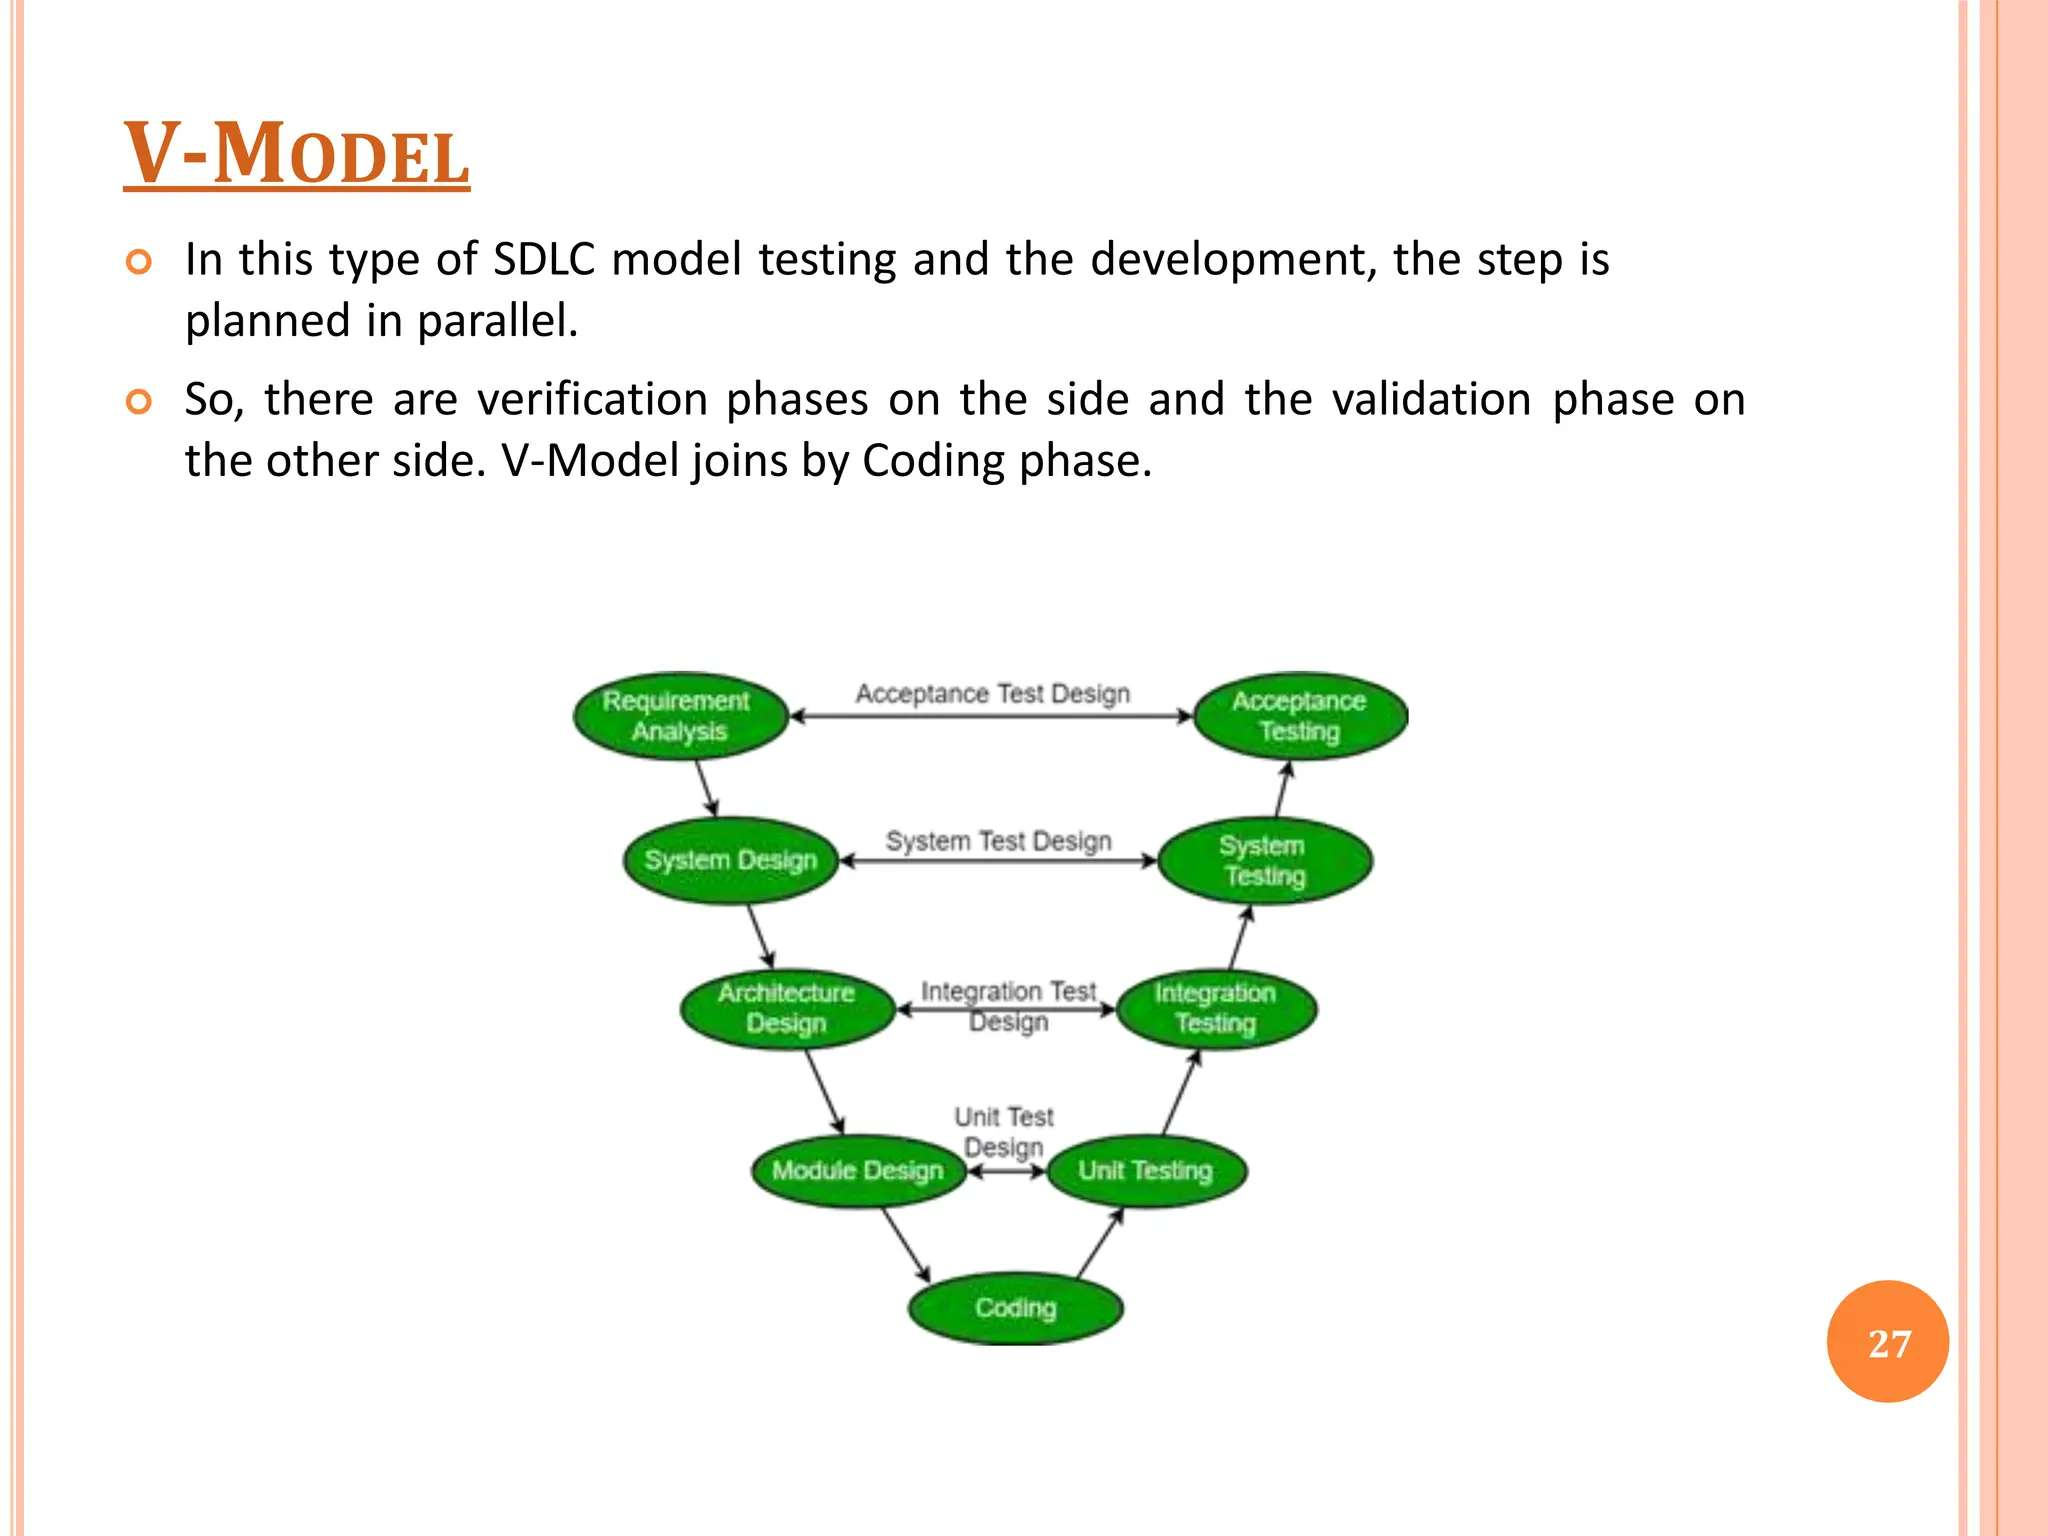 V-MODEL
In this type of SDLC model testing and the development, the step is
planned in parallel.
So, there are verification phases on the side and the validation phase on
the other side. V-Model joins by Coding phase.
Requirement
Analysis
Acceptance Test Design
Acceptance
Testing
System Design
System Test Design
System
Testing
Architecture
Design
Integration Test
Design
Integration
Testing
Module Design
Unit Test
Design
Unit Testing
Coding
27